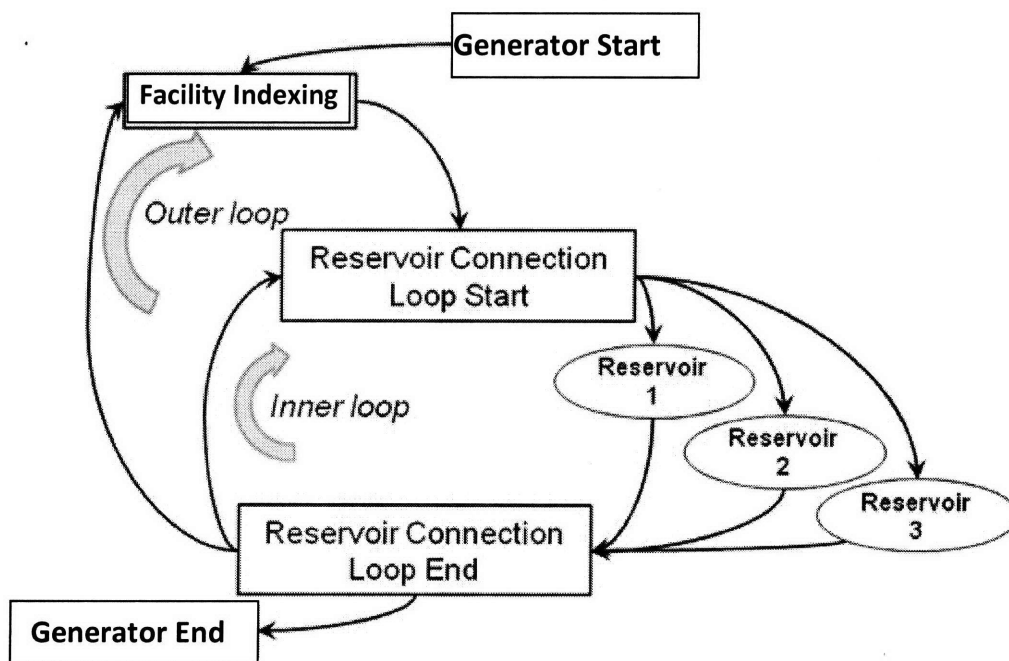 Generator Start
Facility Indexing
Outer loop
Reservoir Connection
Loop Start
Reservoir
1
Inner loop
Reservoir
2
Reservoir
3
Reservoir Connection
Loop End
Generator End